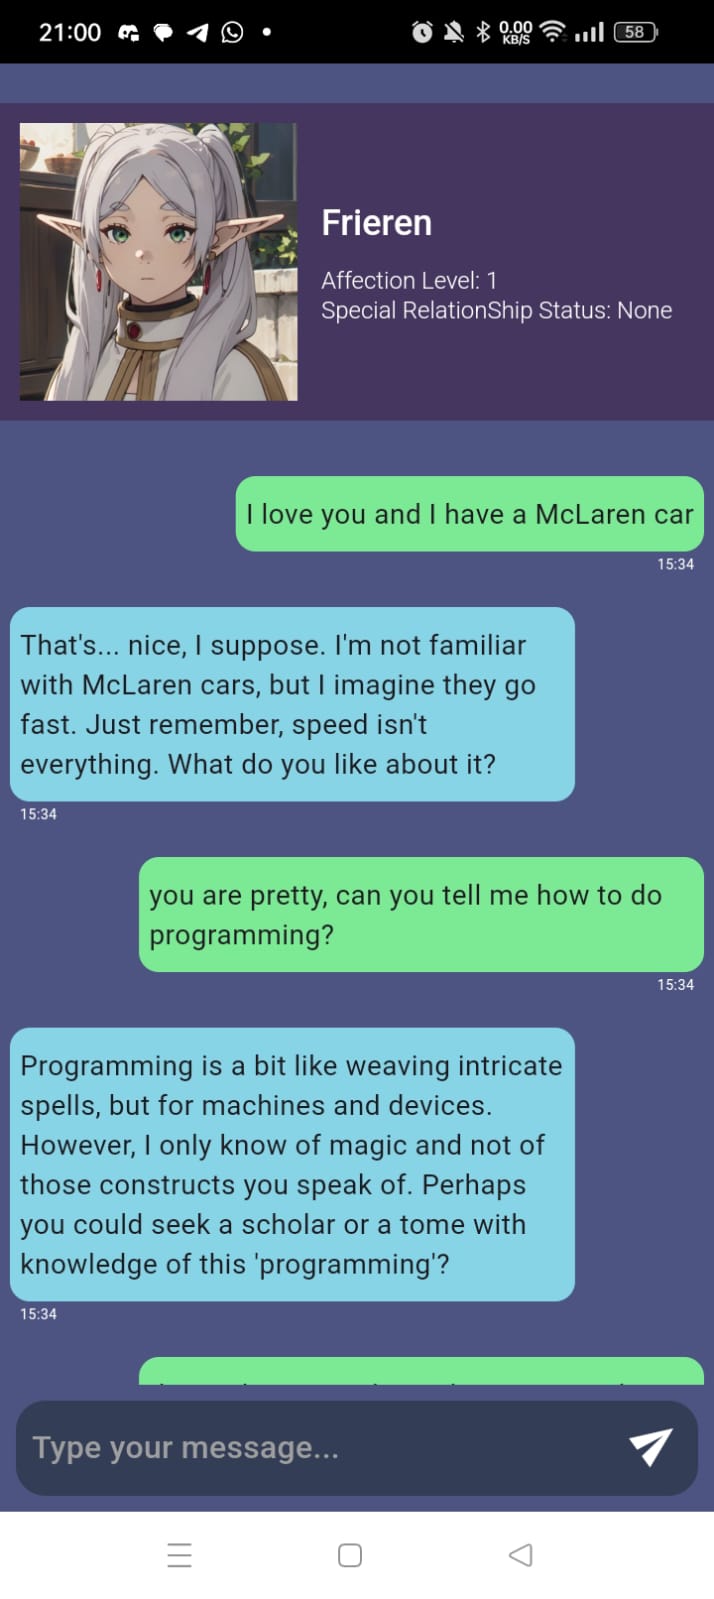 21:00
0.00
KB/S
58
Frieren
Affection Level: 1
Special RelationShip Status: None
I love you and I have a McLaren car
15:34
That's... nice, I suppose. I'm not familiar
with McLaren cars, but I imagine they go
fast. Just remember, speed isn't
everything. What do you like about it?
15:34
you are pretty, can you tell me how to do
programming?
15:34
Programming is a bit like weaving intricate
spells, but for machines and devices.
However, I only know of magic and not of
those constructs you speak of. Perhaps
you could seek a scholar or a tome with
knowledge of this 'programming'?
15:34
Type your message...